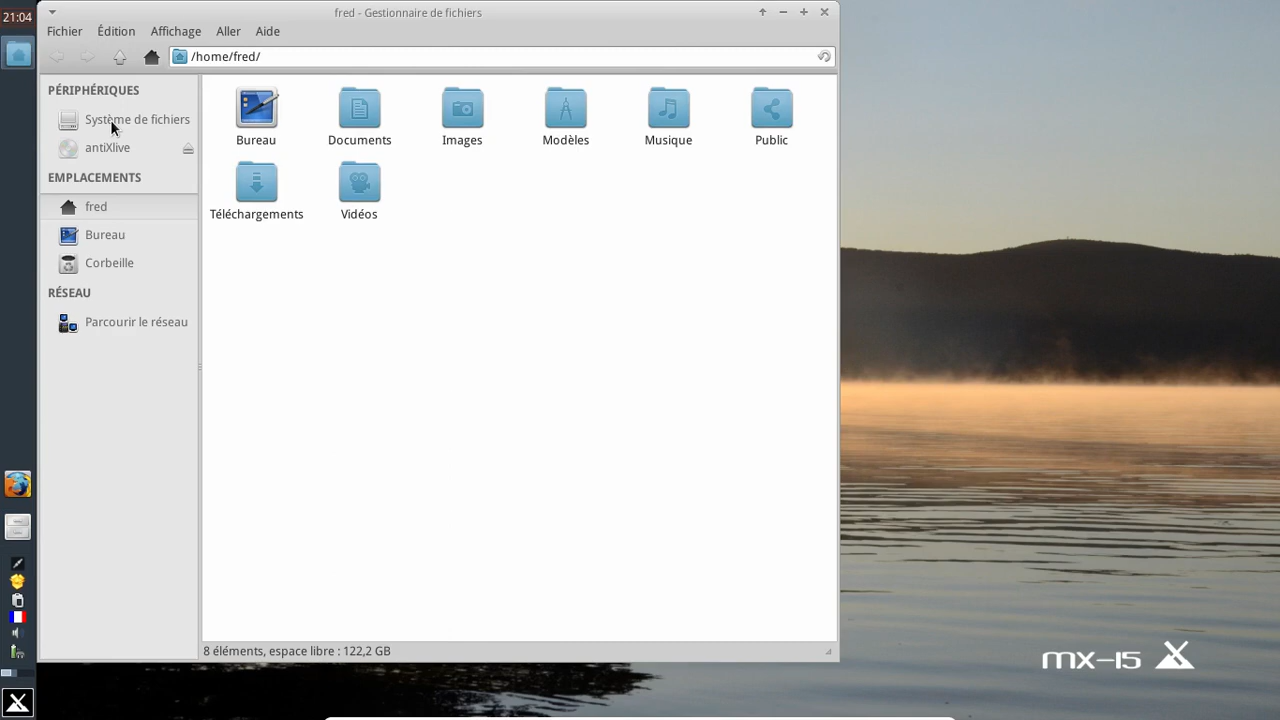 21:04
fred - Gestionnaire de fichiers
Fichier Édition Affichage Aller Aide
/home/fred/
PÉRIPHÉRIQUES
Système de fichiers
antiXlive
EMPLACEMENTS
fred
Bureau
Corbeille
RÉSEAU
Parcourir le réseau
Bureau Documents Images Modèles Musique Public
Téléchargements Vidéos
8 éléments, espace libre : 122,2 GB
mx-15